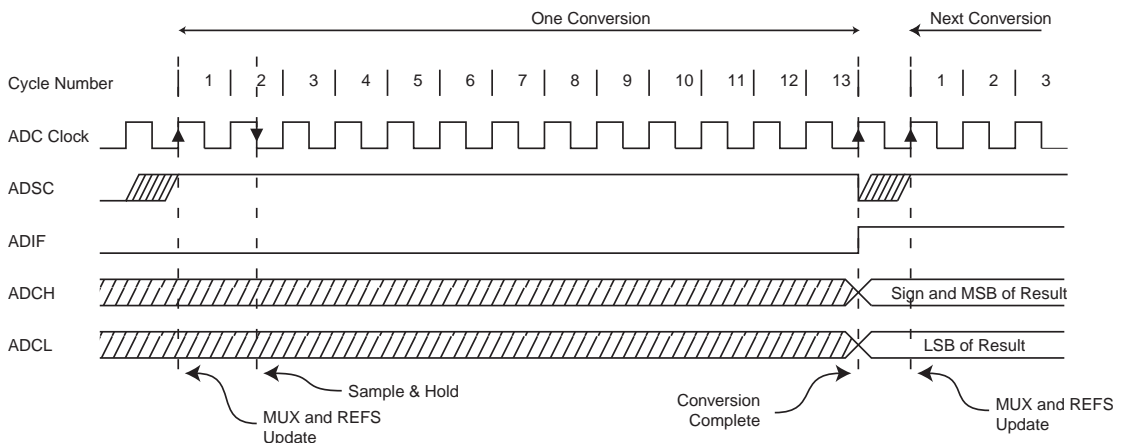 One Conversion Next Conversion
Cycle Number 1 2 3 4 5 6 7 8 9 10 11 12 13 1 2 3
ADC Clock
ADSC
ADIF
ADCH Sign and MSB of Result
ADCL LSB of Result
Sample & Hold
MUX and REFS
Update
Conversion
Complete
MUX and REFS
Update